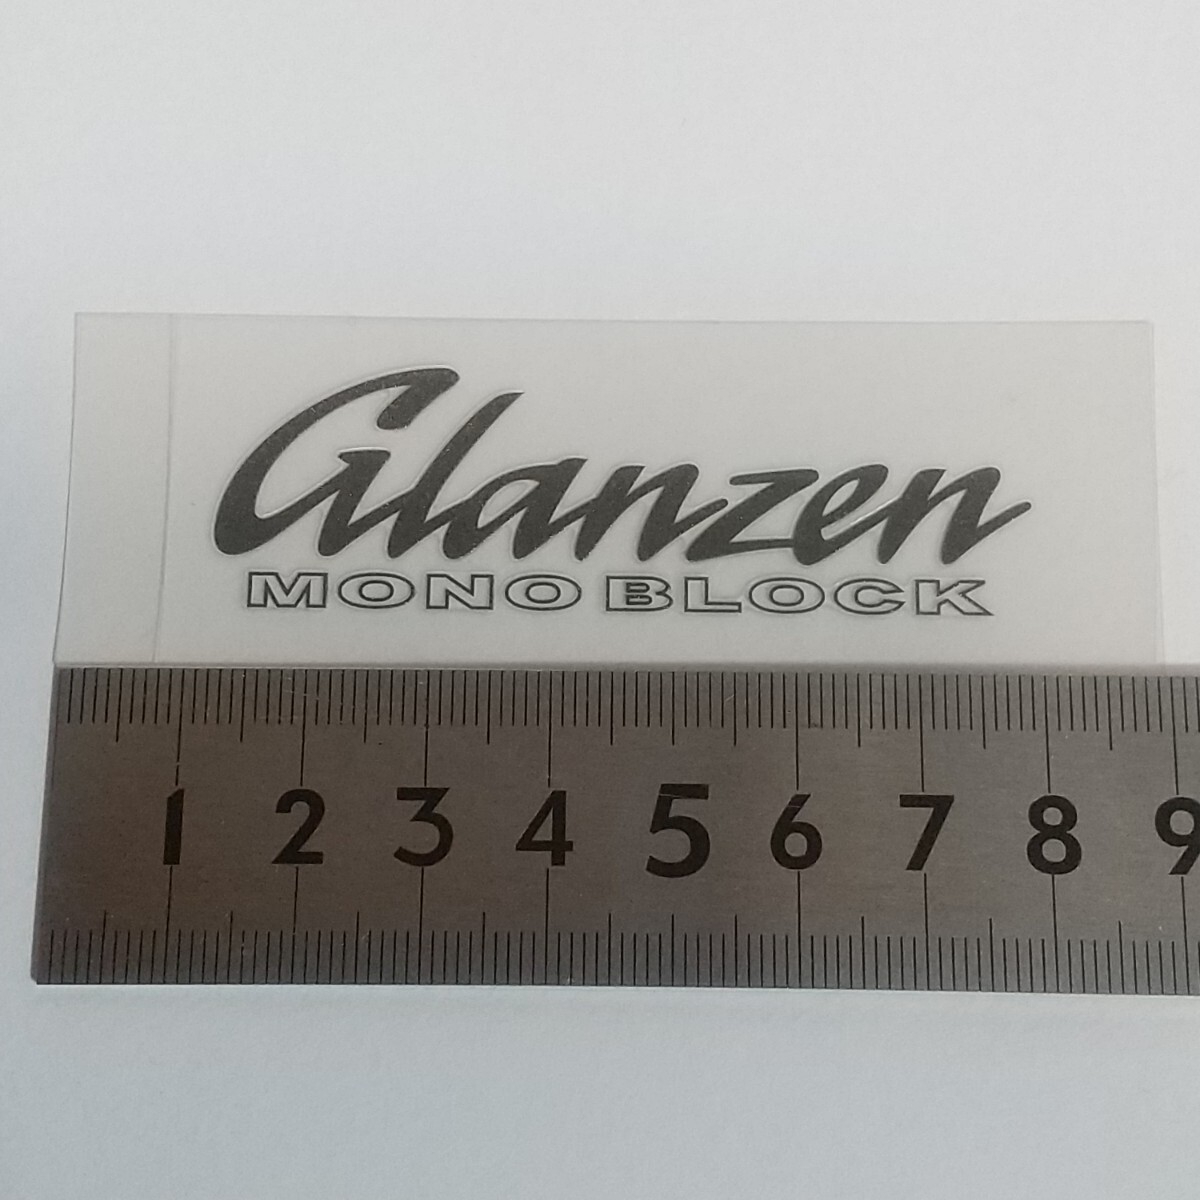 Glanzen
MONO BLOCK
1 2 3 4 5 6 7 8 9